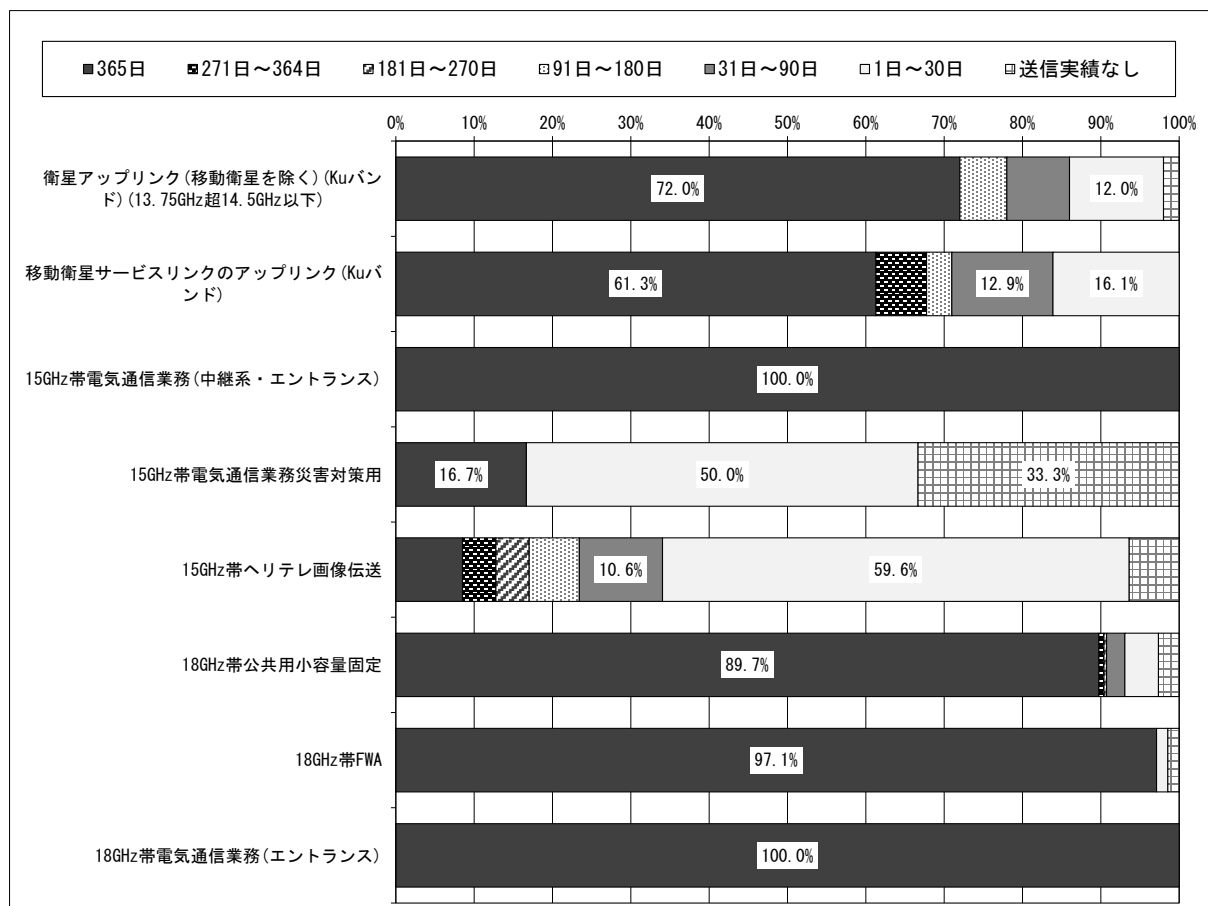 365日 271日～364日 181日～270日 91日～180日 31日～90日 1日～30日 送信実績なし
0% 10% 20% 30% 40% 50% 60% 70% 80% 90% 100%
衛星アップリンク(移動衛星を除く)(Kuバン
ド)(13.75GHz超14.5GHz以下)
72.0% 12.0%
移動衛星サービスリンクのアップリンク(Kuバ
ンド)
61.3% 12.9% 16.1%
15GHz帯電気通信業務(中継系・エントランス)
100.0%
15GHz帯電気通信業務災害対策用
16.7% 50.0% 33.3%
15GHz帯ヘリテレ画像伝送
10.6% 59.6%
18GHz帯公共用小容量固定
89.7%
18GHz帯FWA
97.1%
18GHz帯電気通信業務(エントランス)
100.0%